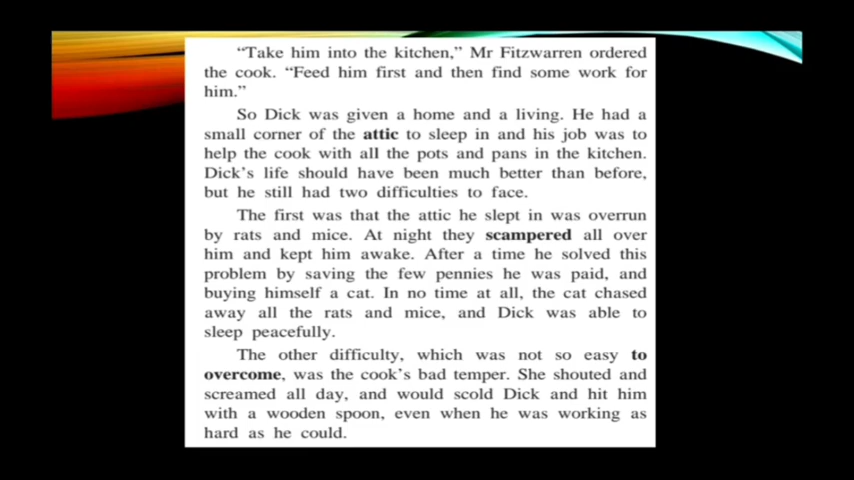 “Take him into the kitchen,” Mr Fitzwarren ordered
the cook. “Feed him first and then find some work for
him.”
So Dick was given a home and a living. He had a
small corner of the attic to sleep in and his job was to
help the cook with all the pots and pans in the kitchen.
Dick’s life should have been much better than before,
but he still had two difficulties to face.
The first was that the attic he slept in was overrun
by rats and mice. At night they scampered all over
him and kept him awake. After a time he solved this
problem by saving the few pennies he was paid, and
buying himself a cat. In no time at all, the cat chased
away all the rats and mice, and Dick was able to
sleep peacefully.
The other difficulty, which was not so easy to
overcome, was the cook’s bad temper. She shouted and
screamed all day, and would scold Dick and hit him
with a wooden spoon, even when he was working as
hard as he could.